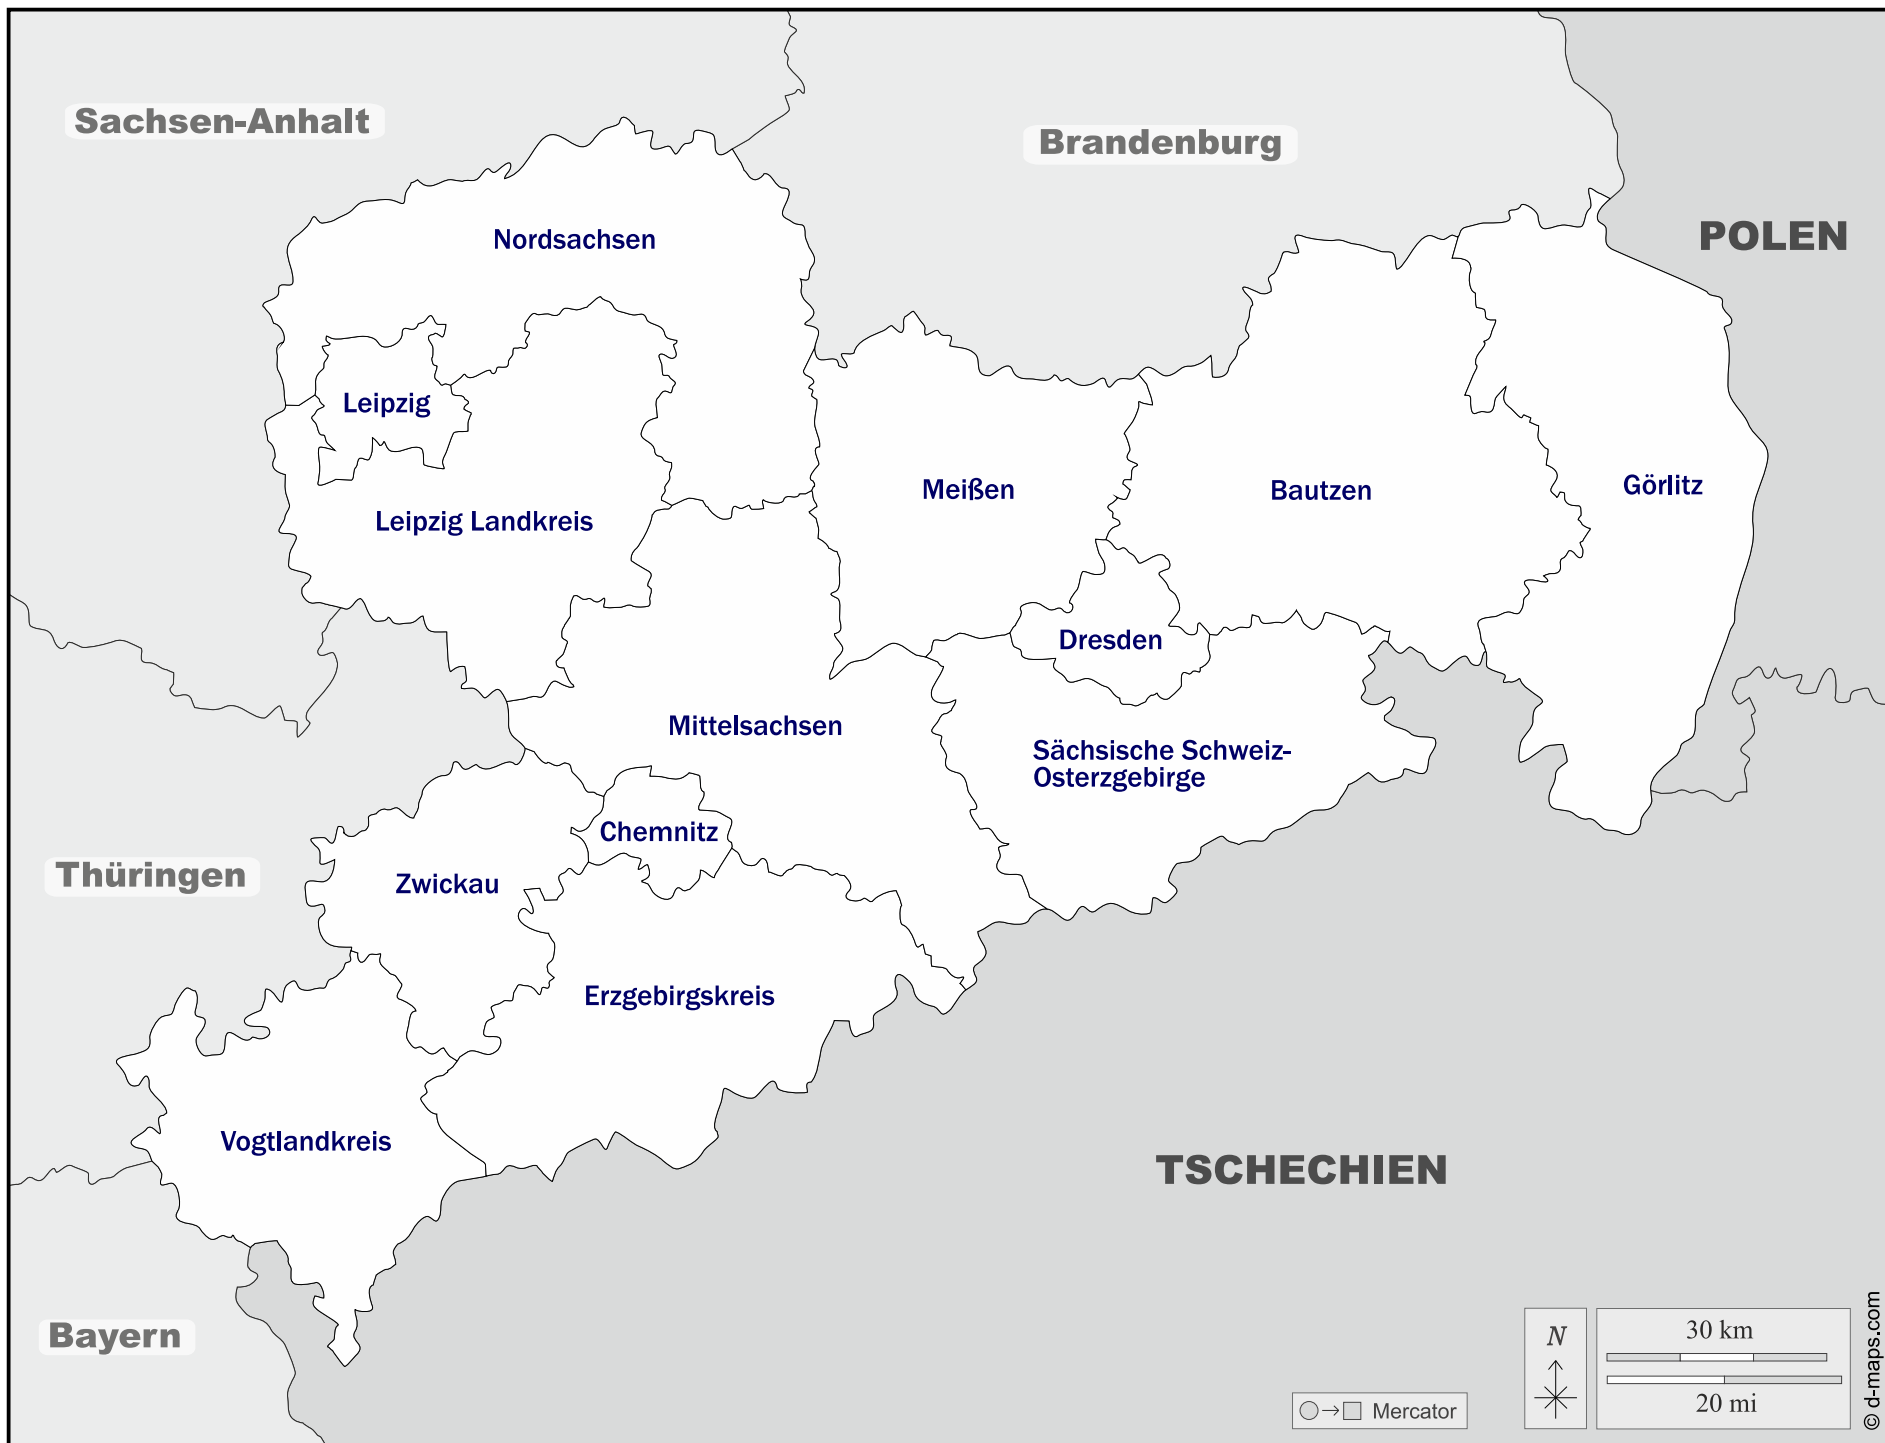 Sachsen-Anhalt
Brandenburg
POLEN
Nordsachsen
Leipzig
Leipzig Landkreis
Meißen
Bautzen
Görlitz
Dresden
Mittelsachsen
Sächsische Schweiz-
Osterzgebirge
Chemnitz
Thüringen
Zwickau
Erzgebirgskreis
Vogtlandkreis
TSCHECHIEN
Bayern
Mercator
N
30 km
20 mi
© d-maps.com